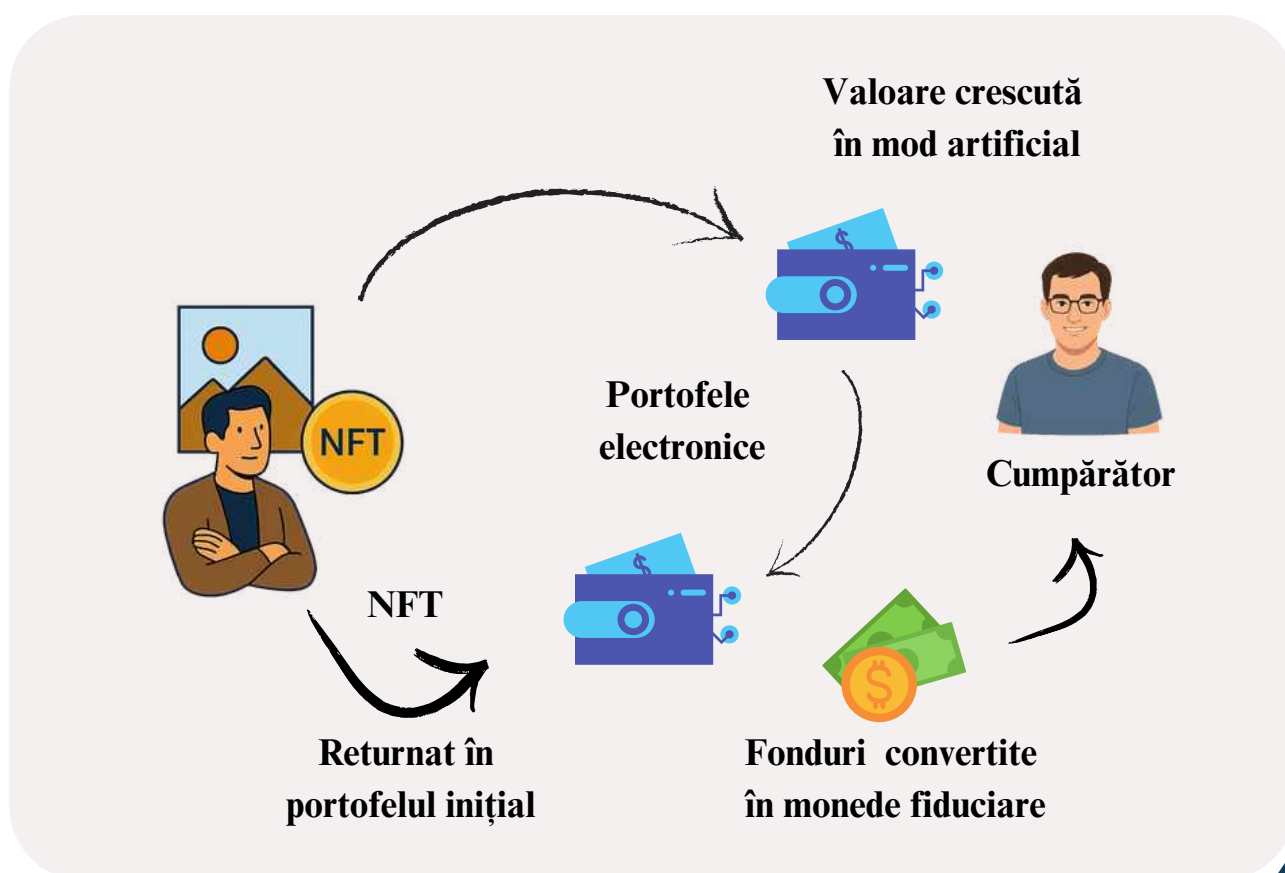 Valoare crescută
în mod artificial
$
NFT
Portofele
electronice
Cumpărător
$
NFT
$
Returnat în
portofelul inițial
Fonduri convertite
în monede fiduciare